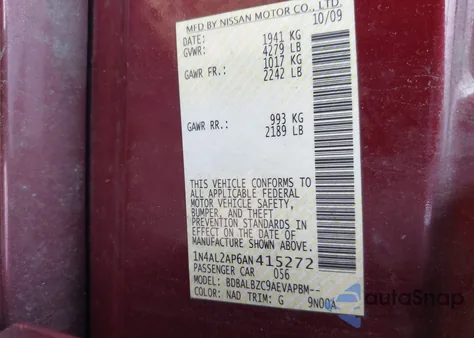 MFD BY NISSAN MOTOR CO., LTD.
10/09
DATE: 1941 KG
GVWR: 4279 LB
1017 KG
GAWR FR.: 2242 LB
993 KG
GAWR RR.: 2189 LB
THIS VEHICLE CONFORMS TO
ALL APPLICABLE FEDERAL
MOTOR VEHICLE SAFETY,
BUMPER, AND THEFT
PREVENTION STANDARDS IN
EFFECT ON THE DATE OF
MANUFACTURE SHOWN ABOVE.
1N4AL2AP6AN415272
PASSENGER CAR 056
MODEL: BDBALBZC9AEVAPBM--
COLOR: NAD TRIM: G 9N00A
autoSnap